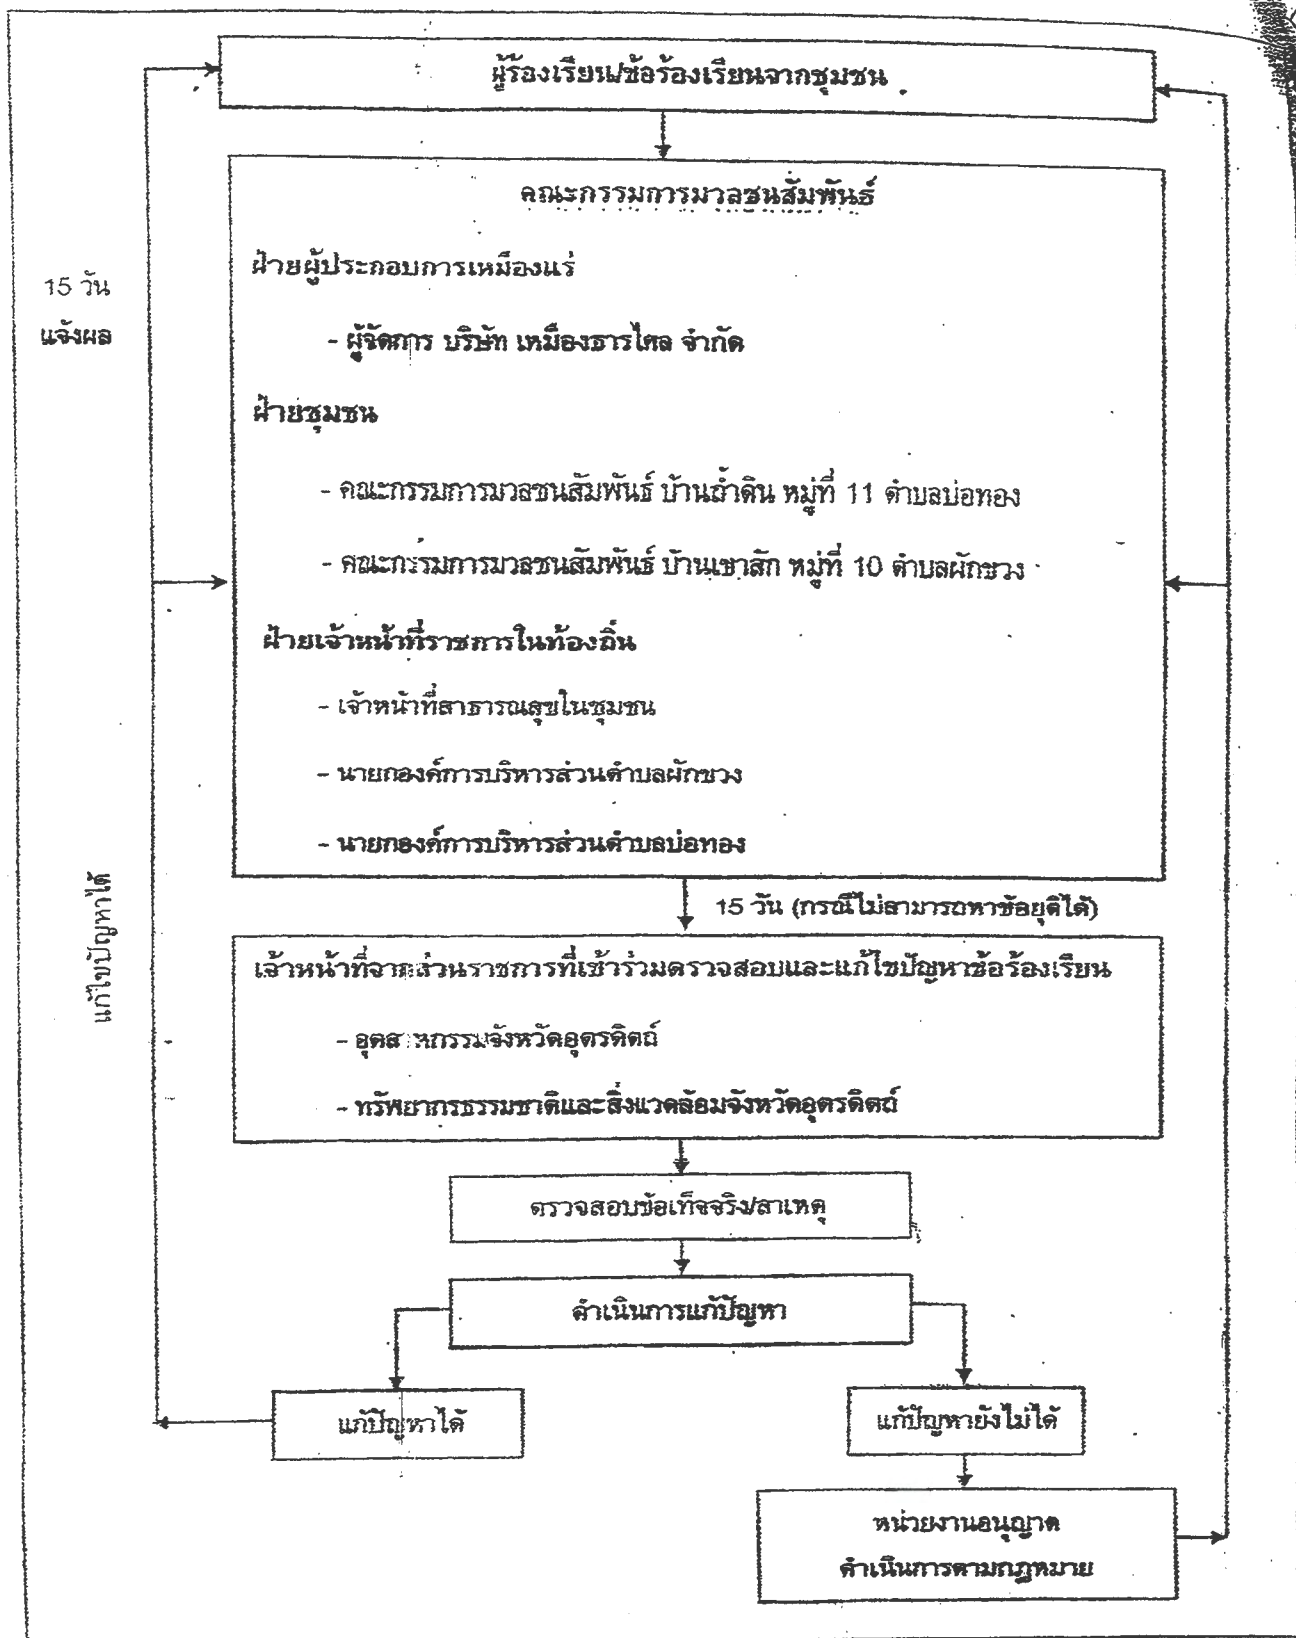 ผู้ร้องเรียน/ข้อร้องเรียนจากชุมชน
คณะกรรมการมวลชนสัมพันธ์
ฝ่ายผู้ประกอบการเหมืองแร่
- ผู้จัดการ บริษัท เหมืองธารไหล จำกัด
ฝ่ายชุมชน
- คณะกรรมการมวลชนสัมพันธ์ บ้านถ้ำดิน หมู่ที่ 11 ตำบลบ่อทอง
- คณะกรรมการมวลชนสัมพันธ์ บ้านเขาสัก หมู่ที่ 10 ตำบลผักขวง
ฝ่ายเจ้าหน้าที่ราชการในท้องถิ่น
- เจ้าหน้าที่สาธารณสุขในชุมชน
- นายกองค์การบริหารส่วนตำบลผักขวง
- นายกองค์การบริหารส่วนตำบลบ่อทอง
15 วัน
แจ้งผล
แก้ไขปัญหาได้
15 วัน (กรณีไม่สามารถหาข้อยุติได้)
เจ้าหน้าที่จากส่วนราชการที่เข้าร่วมตรวจสอบและแก้ไขปัญหาข้อร้องเรียน
- อุตสาหกรรมจังหวัดอุตรดิตถ์
- ทรัพยากรธรรมชาติและสิ่งแวดล้อมจังหวัดอุตรดิตถ์
ตรวจสอบข้อเท็จจริง/สาเหตุ
ดำเนินการแก้ปัญหา
แก้ปัญหาได้
แก้ปัญหายังไม่ได้
หน่วยงานอนุญาต
ดำเนินการตามกฎหมาย